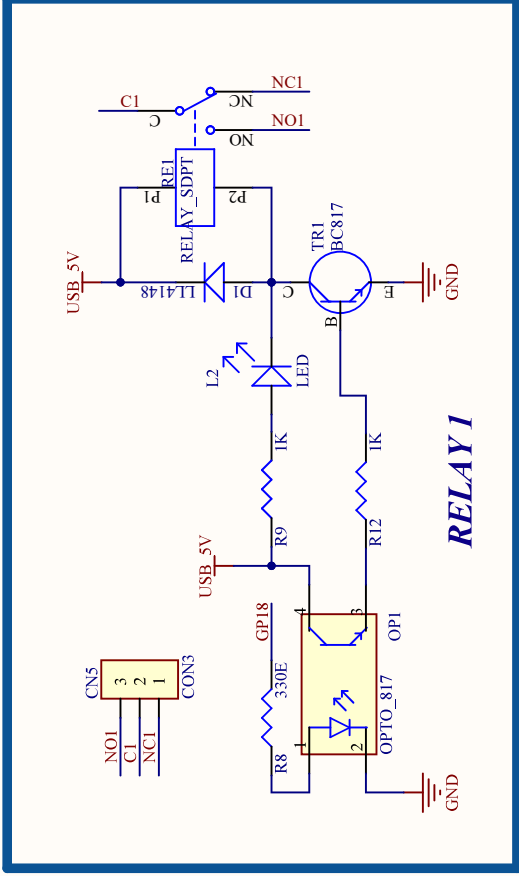 C1
C
NC
NC1
NO
NO1
RE1
RELAY_SDPT
P1
P2
USB_5V
LL4148
D1
C
TR1
BC817
E
GND
B
L2
LED
1K
R9
1K
R12
USB_5V
RELAY 1
GP18
330E
R8
4
3
OP1
OPTO_817
1
2
GND
CN5
CON3
3
2
1
NO1
C1
NC1